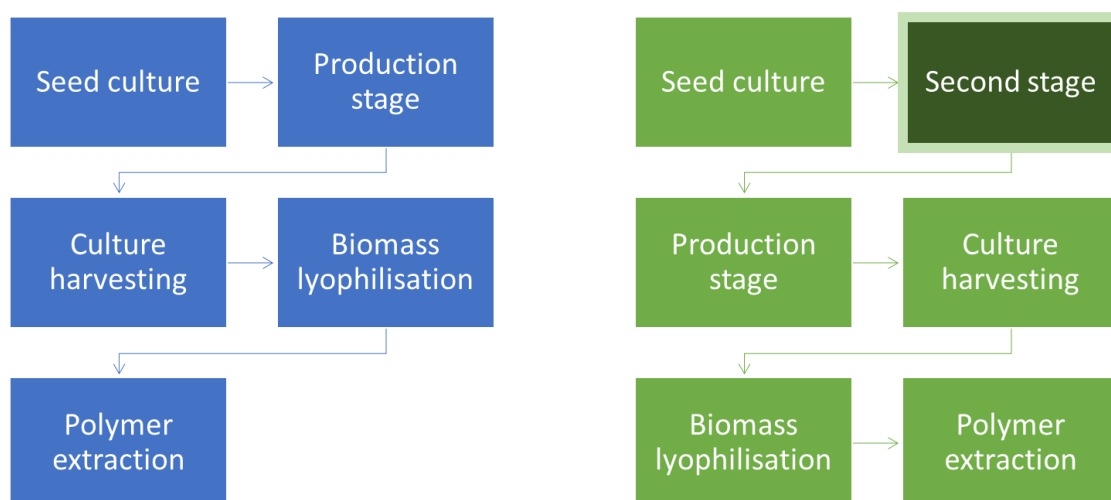 Seed culture
Production
stage
Culture
harvesting
Biomass
lyophilisation
Polymer
extraction
Seed culture
Second stage
Production
stage
Culture
harvesting
Biomass
lyophilisation
Polymer
extraction